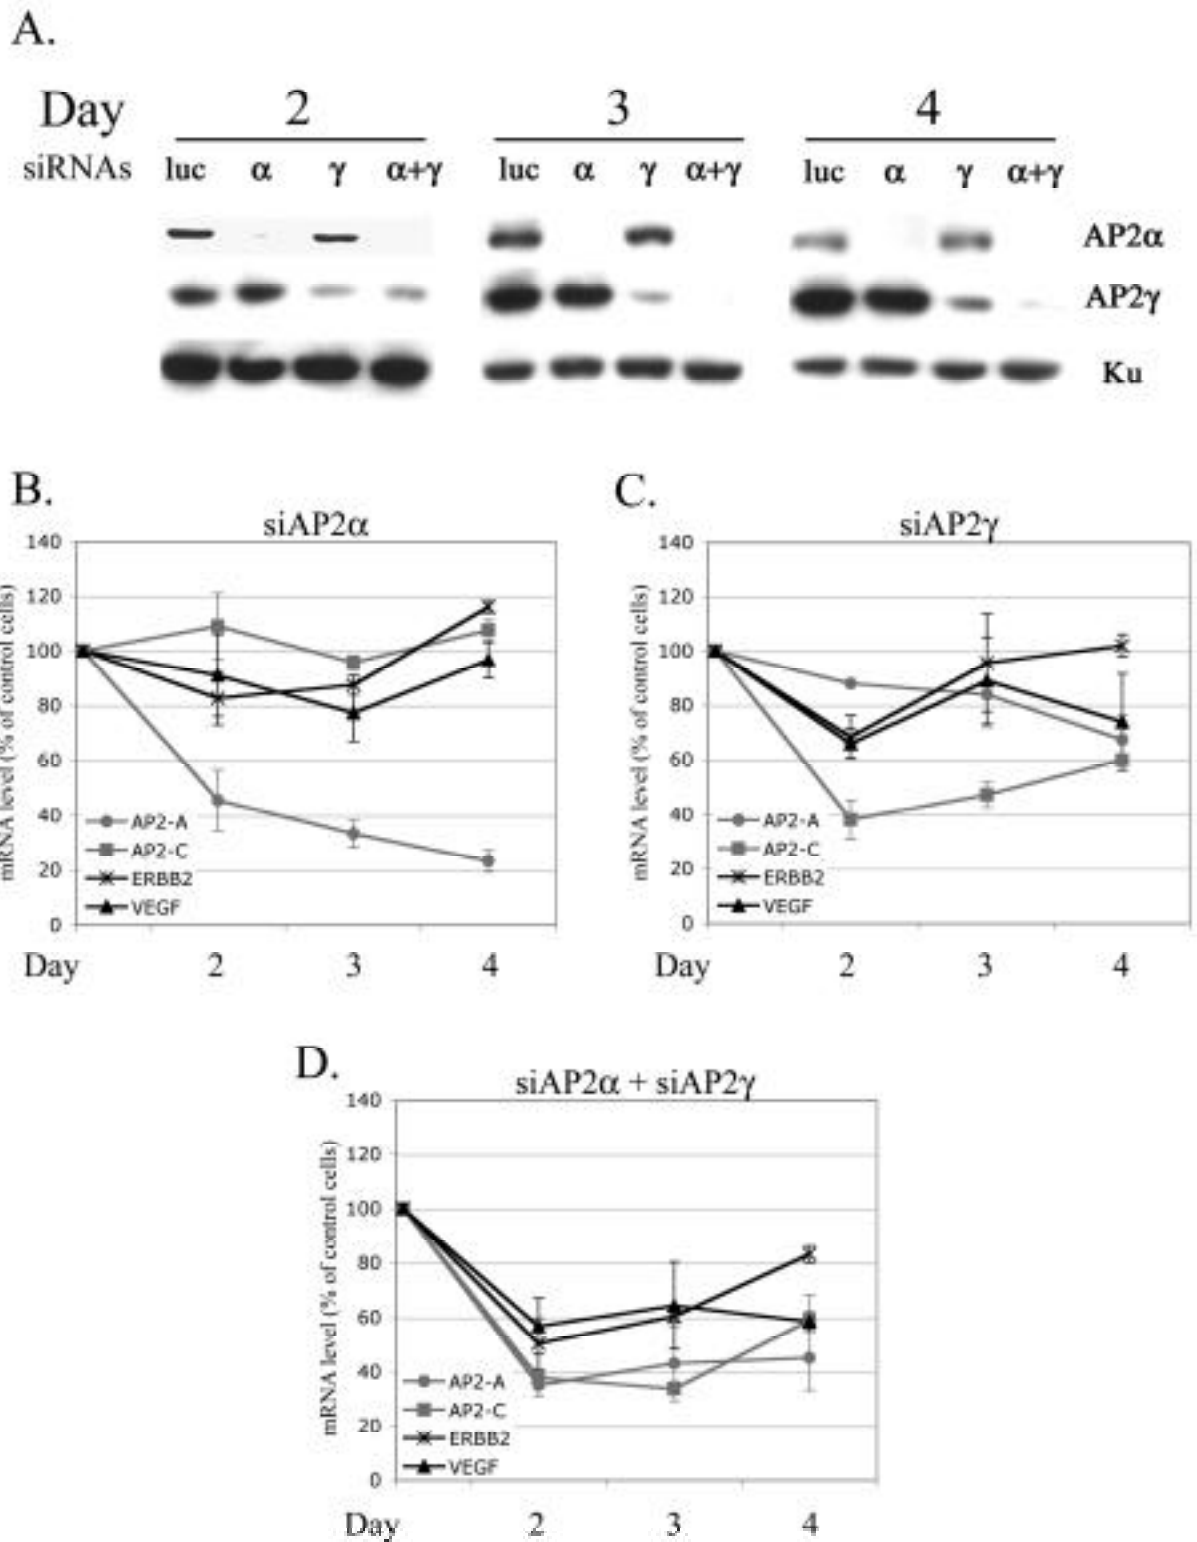 A.
Day 2 3 4
siRNAs luc α γ α+γ luc α γ α+γ luc α γ α+γ
AP2α
AP2γ
Ku
B.
siAP2α
mRNA level (% of control cells)
140
120
100
80
60
40
20
0
AP2-A
AP2-C
ERBB2
VEGF
Day 2 3 4
C.
siAP2γ
mRNA level (% of control cells)
140
120
100
80
60
40
20
0
AP2-A
AP2-C
ERBB2
VEGF
Day 2 3 4
D.
siAP2α + siAP2γ
mRNA level (% of control cells)
140
120
100
80
60
40
20
0
AP2-A
AP2-C
ERBB2
VEGF
Day 2 3 4